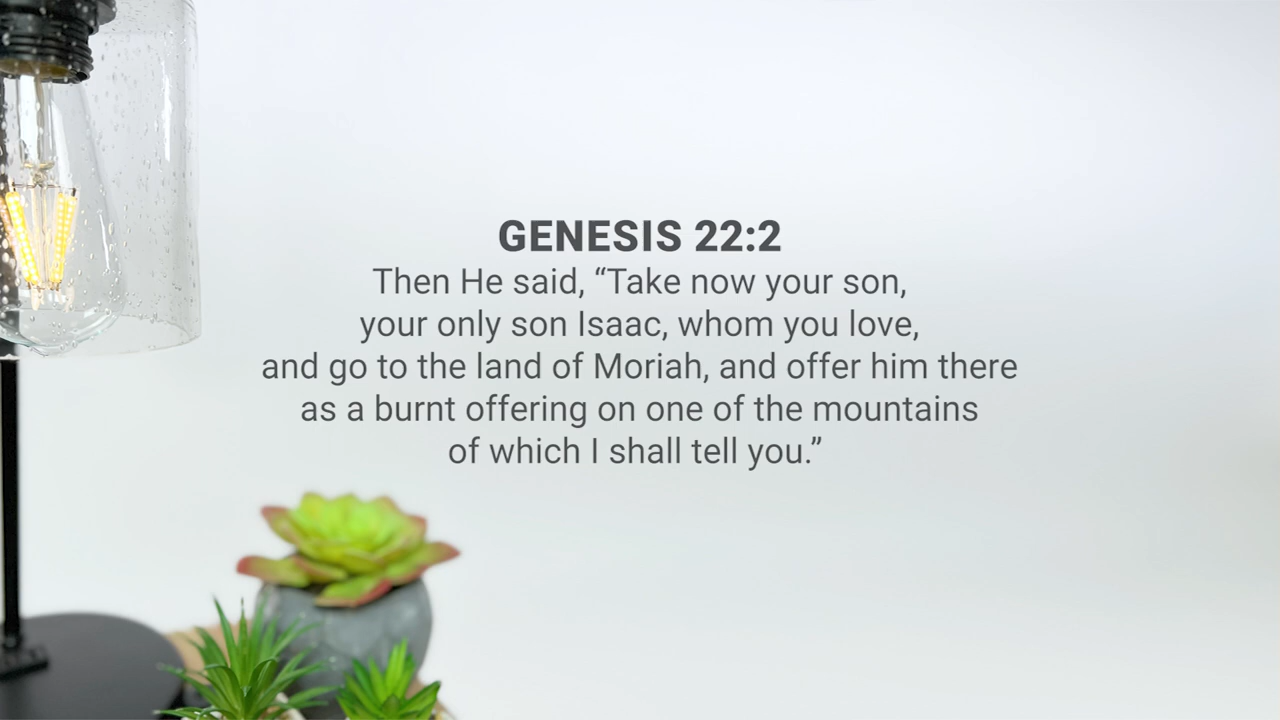 GENESIS 22:2
Then He said, “Take now your son,
your only son Isaac, whom you love,
and go to the land of Moriah, and offer him there
as a burnt offering on one of the mountains
of which I shall tell you.”